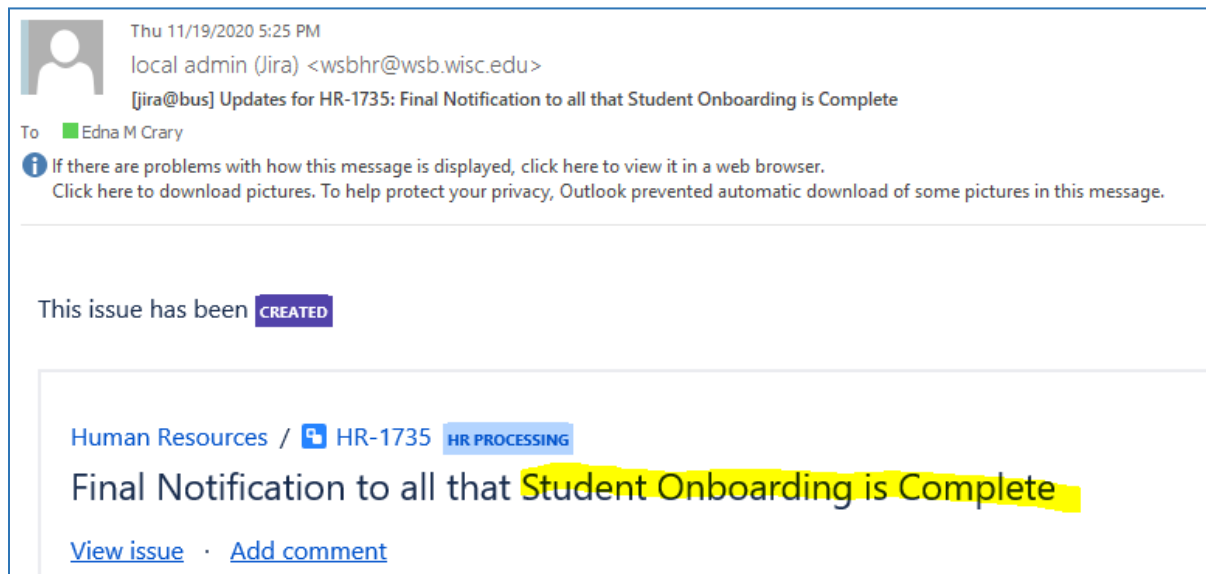 Thu 11/19/2020 5:25 PM
local admin (Jira) <wsbhr@wsb.wisc.edu>
[jira@bus] Updates for HR-1735: Final Notification to all that Student Onboarding is Complete
To Edna M Crary
If there are problems with how this message is displayed, click here to view it in a web browser.
Click here to download pictures. To help protect your privacy, Outlook prevented automatic download of some pictures in this message.
This issue has been CREATED
Human Resources / HR-1735 HR PROCESSING
Final Notification to all that Student Onboarding is Complete
View issue · Add comment